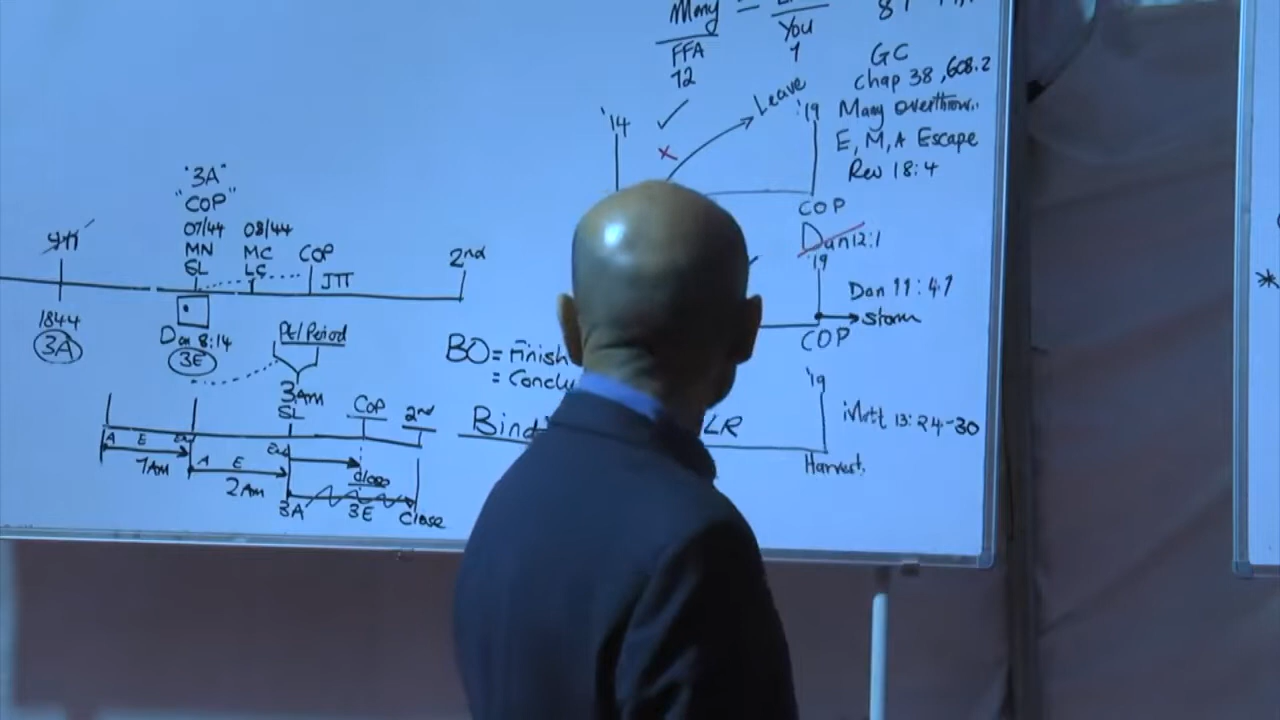 Many =
You
FFA
12
1
GC
chap 38, 608.2
Many overthrow..
E, M, A Escape
Rev 18:4
Leave
'14
'19
COP
Dan 12:1
'19
Dan 11:41
Storm
COP
"3A"
"COP"
07/44
MN
SL
08/44
MC
LC
COP
JTT
2nd
1844
3A
Dan 8:14
3E
Pt/Period
3AM
SL
COP
2nd
A E End
1AM
A E End
2AM
close
3A 3E Close
BO = Finish
= Conclu
Bind
LR
'19
Matt 13:24-30
Harvest.
*